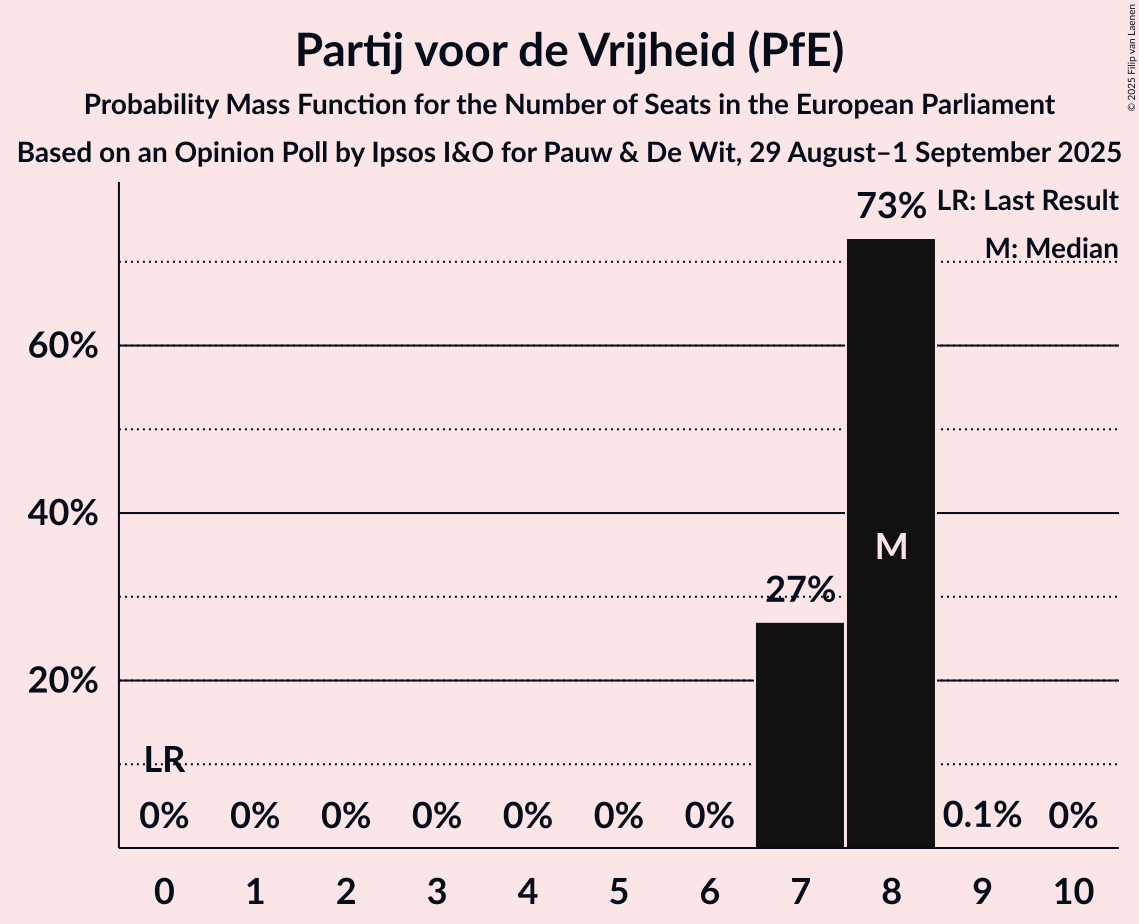 Partij voor de Vrijheid (PfE)
Probability Mass Function for the Number of Seats in the European Parliament
Based on an Opinion Poll by Ipsos I&O for Pauw & De Wit, 29 August–1 September 2025
© 2025 Filip van Laenen
73%
LR: Last Result
M: Median
60%
40%
M
27%
20%
LR
0% 0% 0% 0% 0% 0% 0% 0.1% 0%
0 1 2 3 4 5 6 7 8 9 10